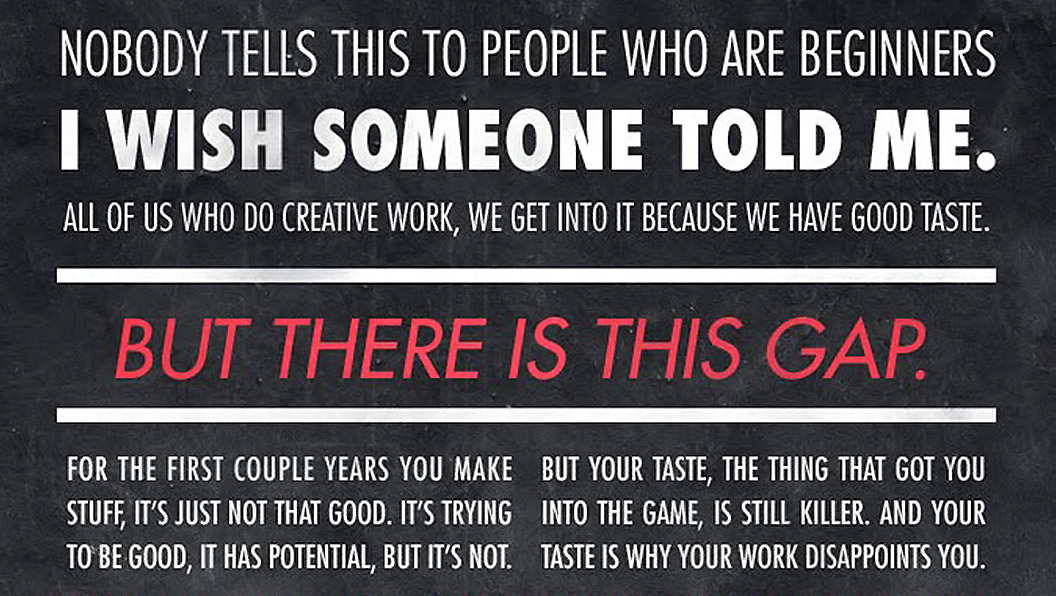 NOBODY TELLS THIS TO PEOPLE WHO ARE BEGINNERS
I WISH SOMEONE TOLD ME.
ALL OF US WHO DO CREATIVE WORK, WE GET INTO IT BECAUSE WE HAVE GOOD TASTE.
BUT THERE IS THIS GAP.
FOR THE FIRST COUPLE YEARS YOU MAKE
STUFF, IT'S JUST NOT THAT GOOD. IT'S TRYING
TO BE GOOD, IT HAS POTENTIAL, BUT IT'S NOT.
BUT YOUR TASTE, THE THING THAT GOT YOU
INTO THE GAME, IS STILL KILLER. AND YOUR
TASTE IS WHY YOUR WORK DISAPPOINTS YOU.